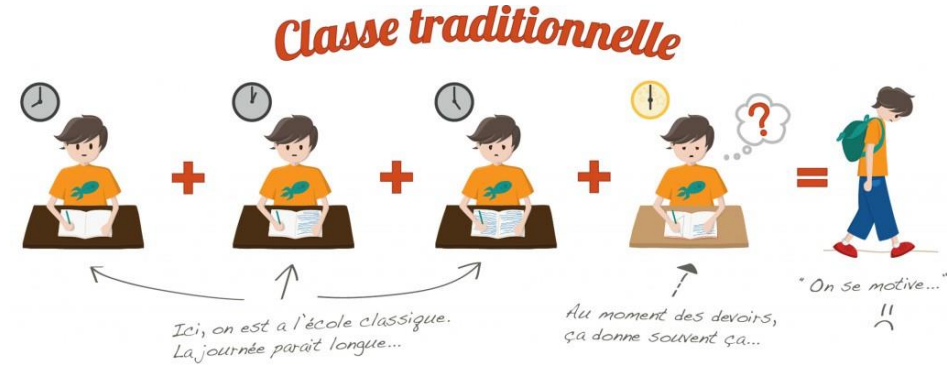 Classe traditionnelle
?
Ici, on est a l'école classique.
La journée parait longue...
Au moment des devoirs,
ça donne souvent ça...
"On se motive..."